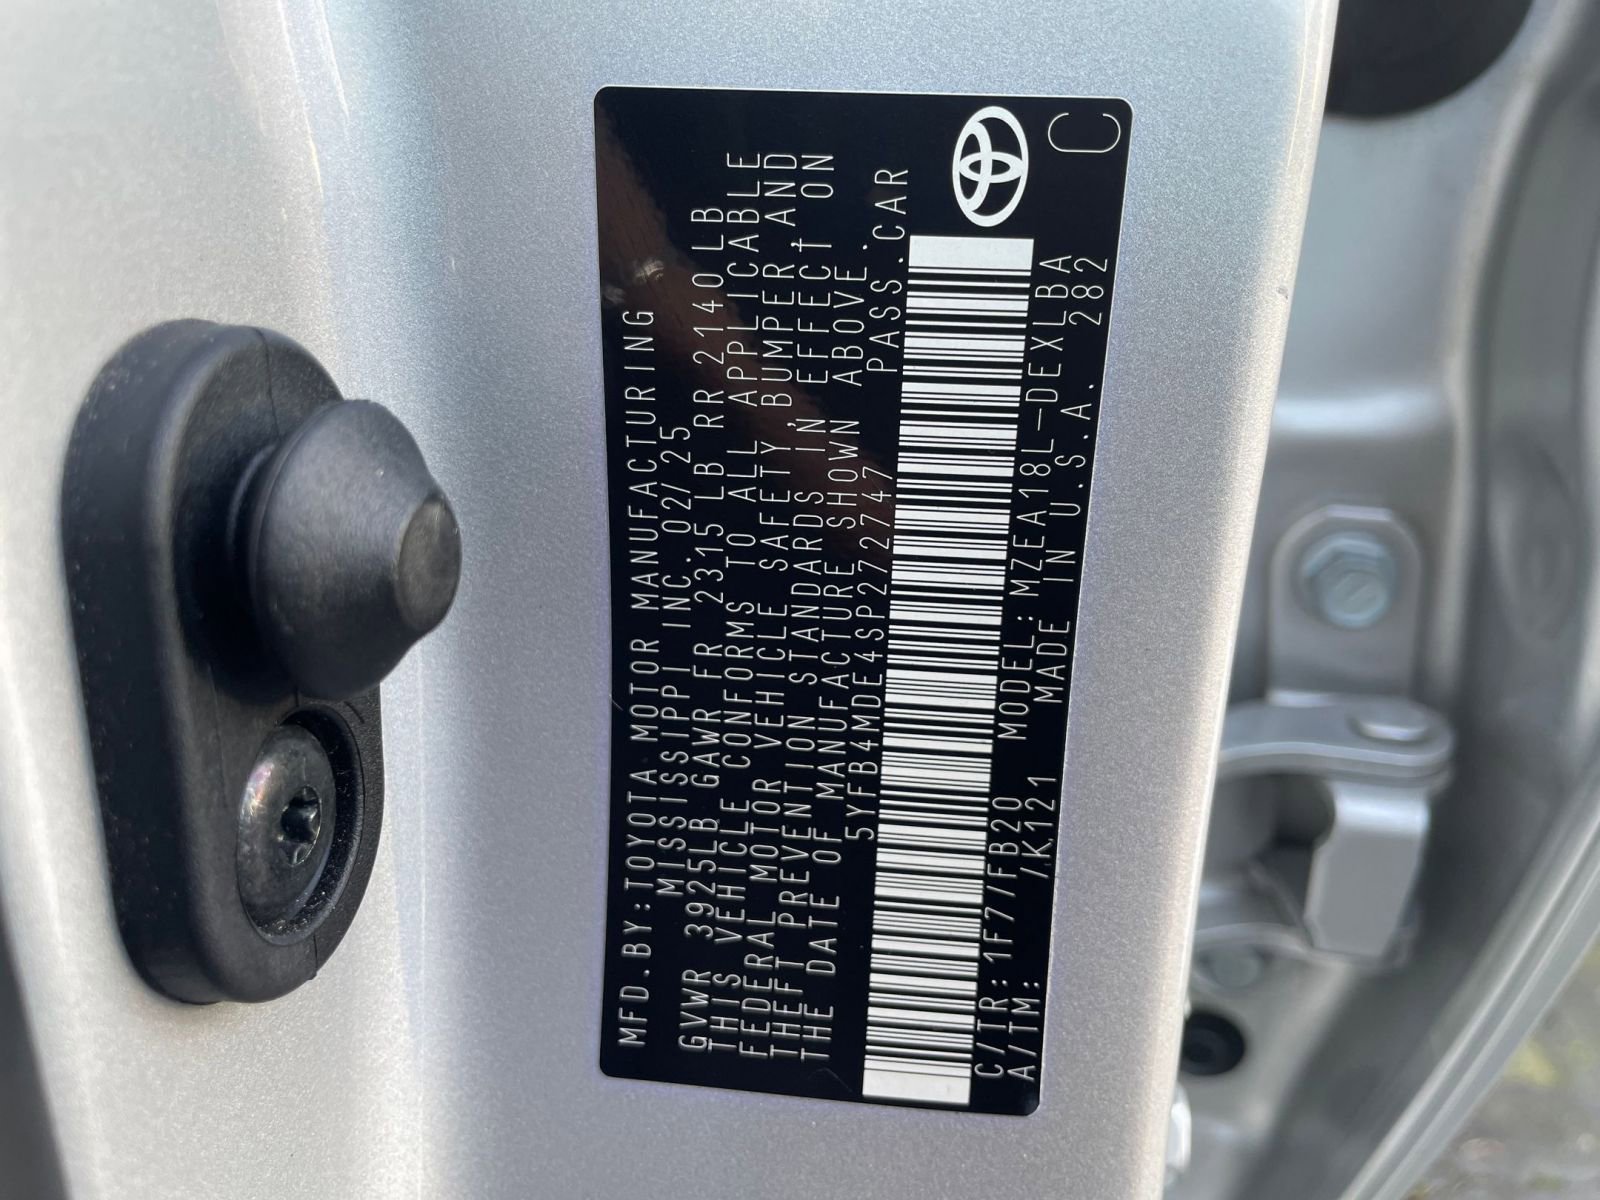 MFD.BY:TOYOTA MOTOR MANUFACTURING
MISSISSIPPI INC. 02/25
GVWR 3925LB GAWR FR 2315 LB RR 2140LB
THIS VEHICLE CONFORMS TO ALL APPLICABLE
FEDERAL MOTOR VEHICLE SAFETY,BUMPER,AND
THEFT PREVENTION STANDARDS IN EFFECT ON
THE DATE OF MANUFACTURE SHOWN ABOVE.
5YFB4MDE4SP272747 PASS.CAR
C/TR: 1F7/FB20 MODEL:MZEA18L-DEXLBA
A/TM: /K121 MADE IN U.S.A. 282
C